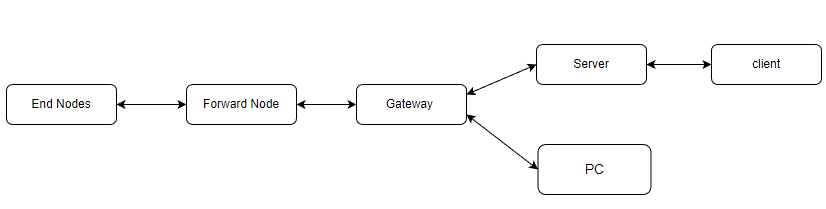 End Nodes
Forward Node
Gateway
Server
client
PC